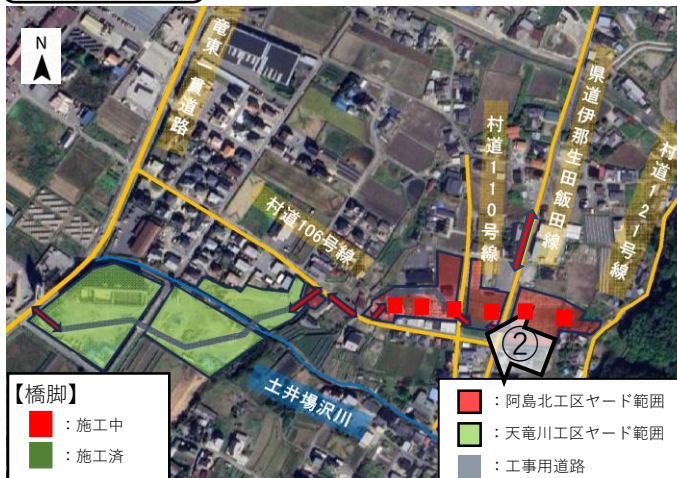 N
竜東一貫道路
県道伊那生田飯田線
村道110号線
村道121号線
村道106号線
土井場沢川
②
【橋脚】
：施工中
：施工済
：阿島北工区ヤード範囲
：天竜川工区ヤード範囲
：工事用道路